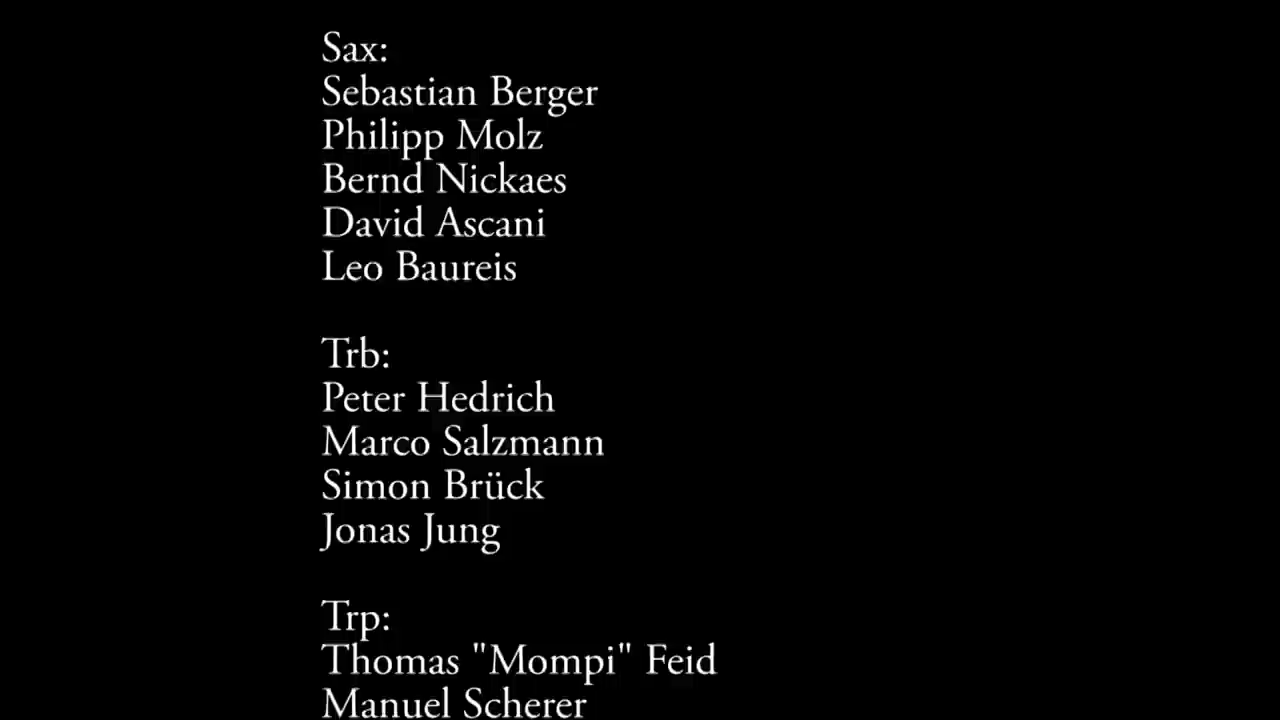 Sax:
Sebastian Berger
Philipp Molz
Bernd Nickaes
David Ascani
Leo Baureis
Trb:
Peter Hedrich
Marco Salzmann
Simon Brück
Jonas Jung
Trp:
Thomas "Mompi" Feid
Manuel Scherer